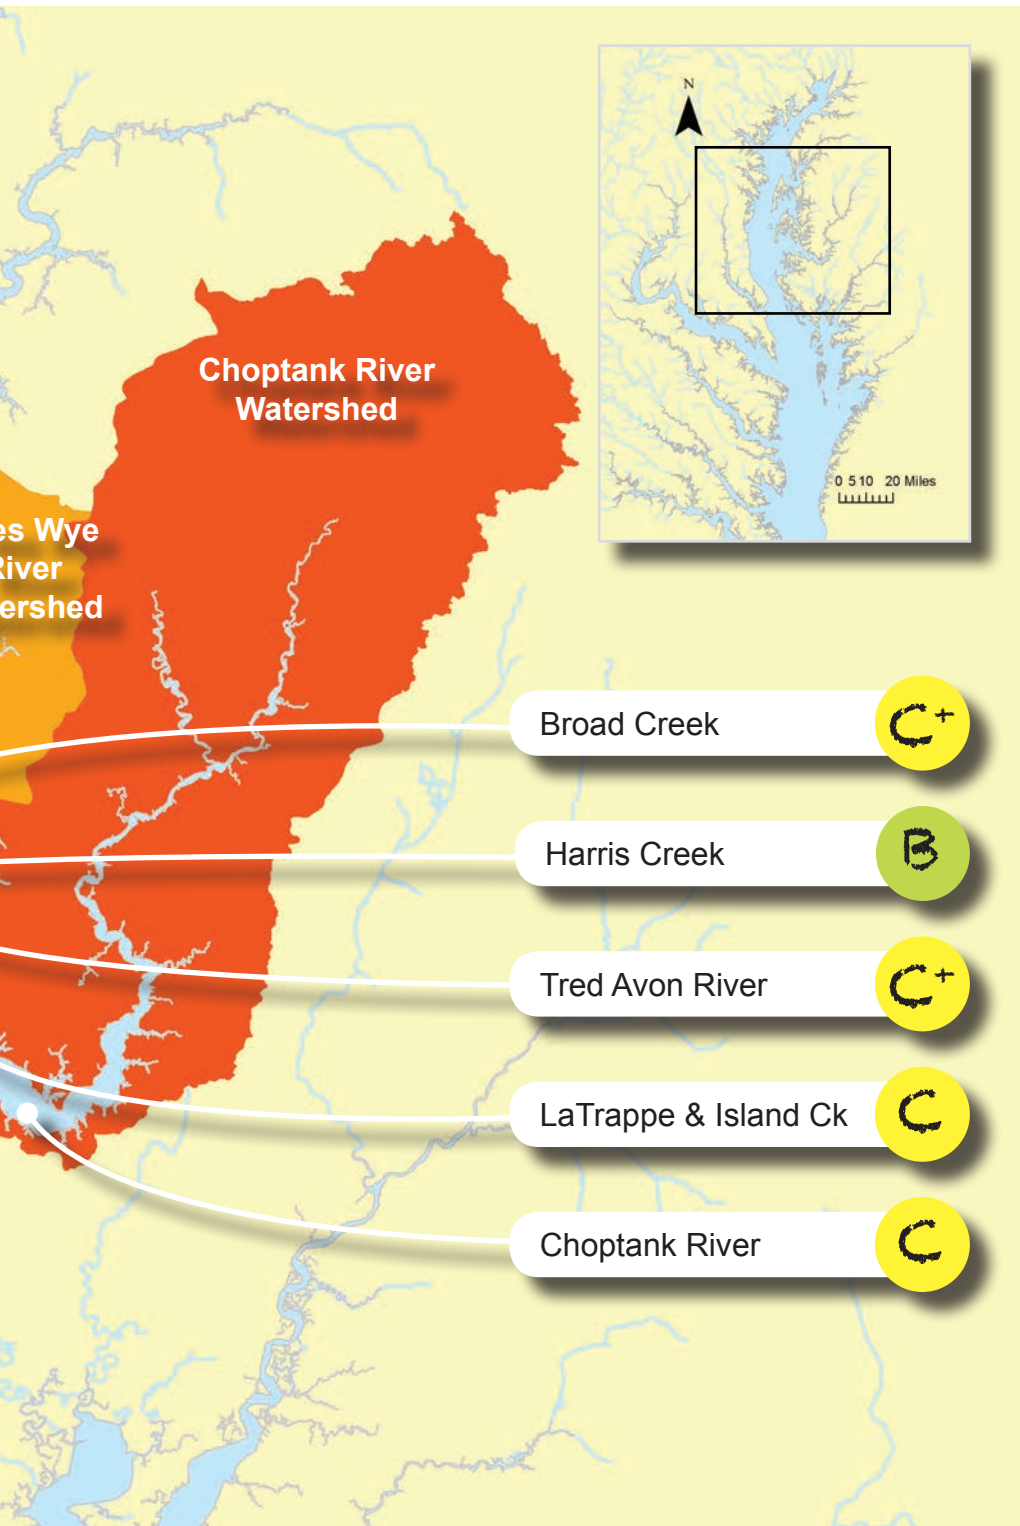 N
0 5 10 20 Miles
Choptank River
Watershed
es Wye
River
ershed
Broad Creek C+
Harris Creek B
Tred Avon River C+
LaTrappe & Island Ck C
Choptank River C